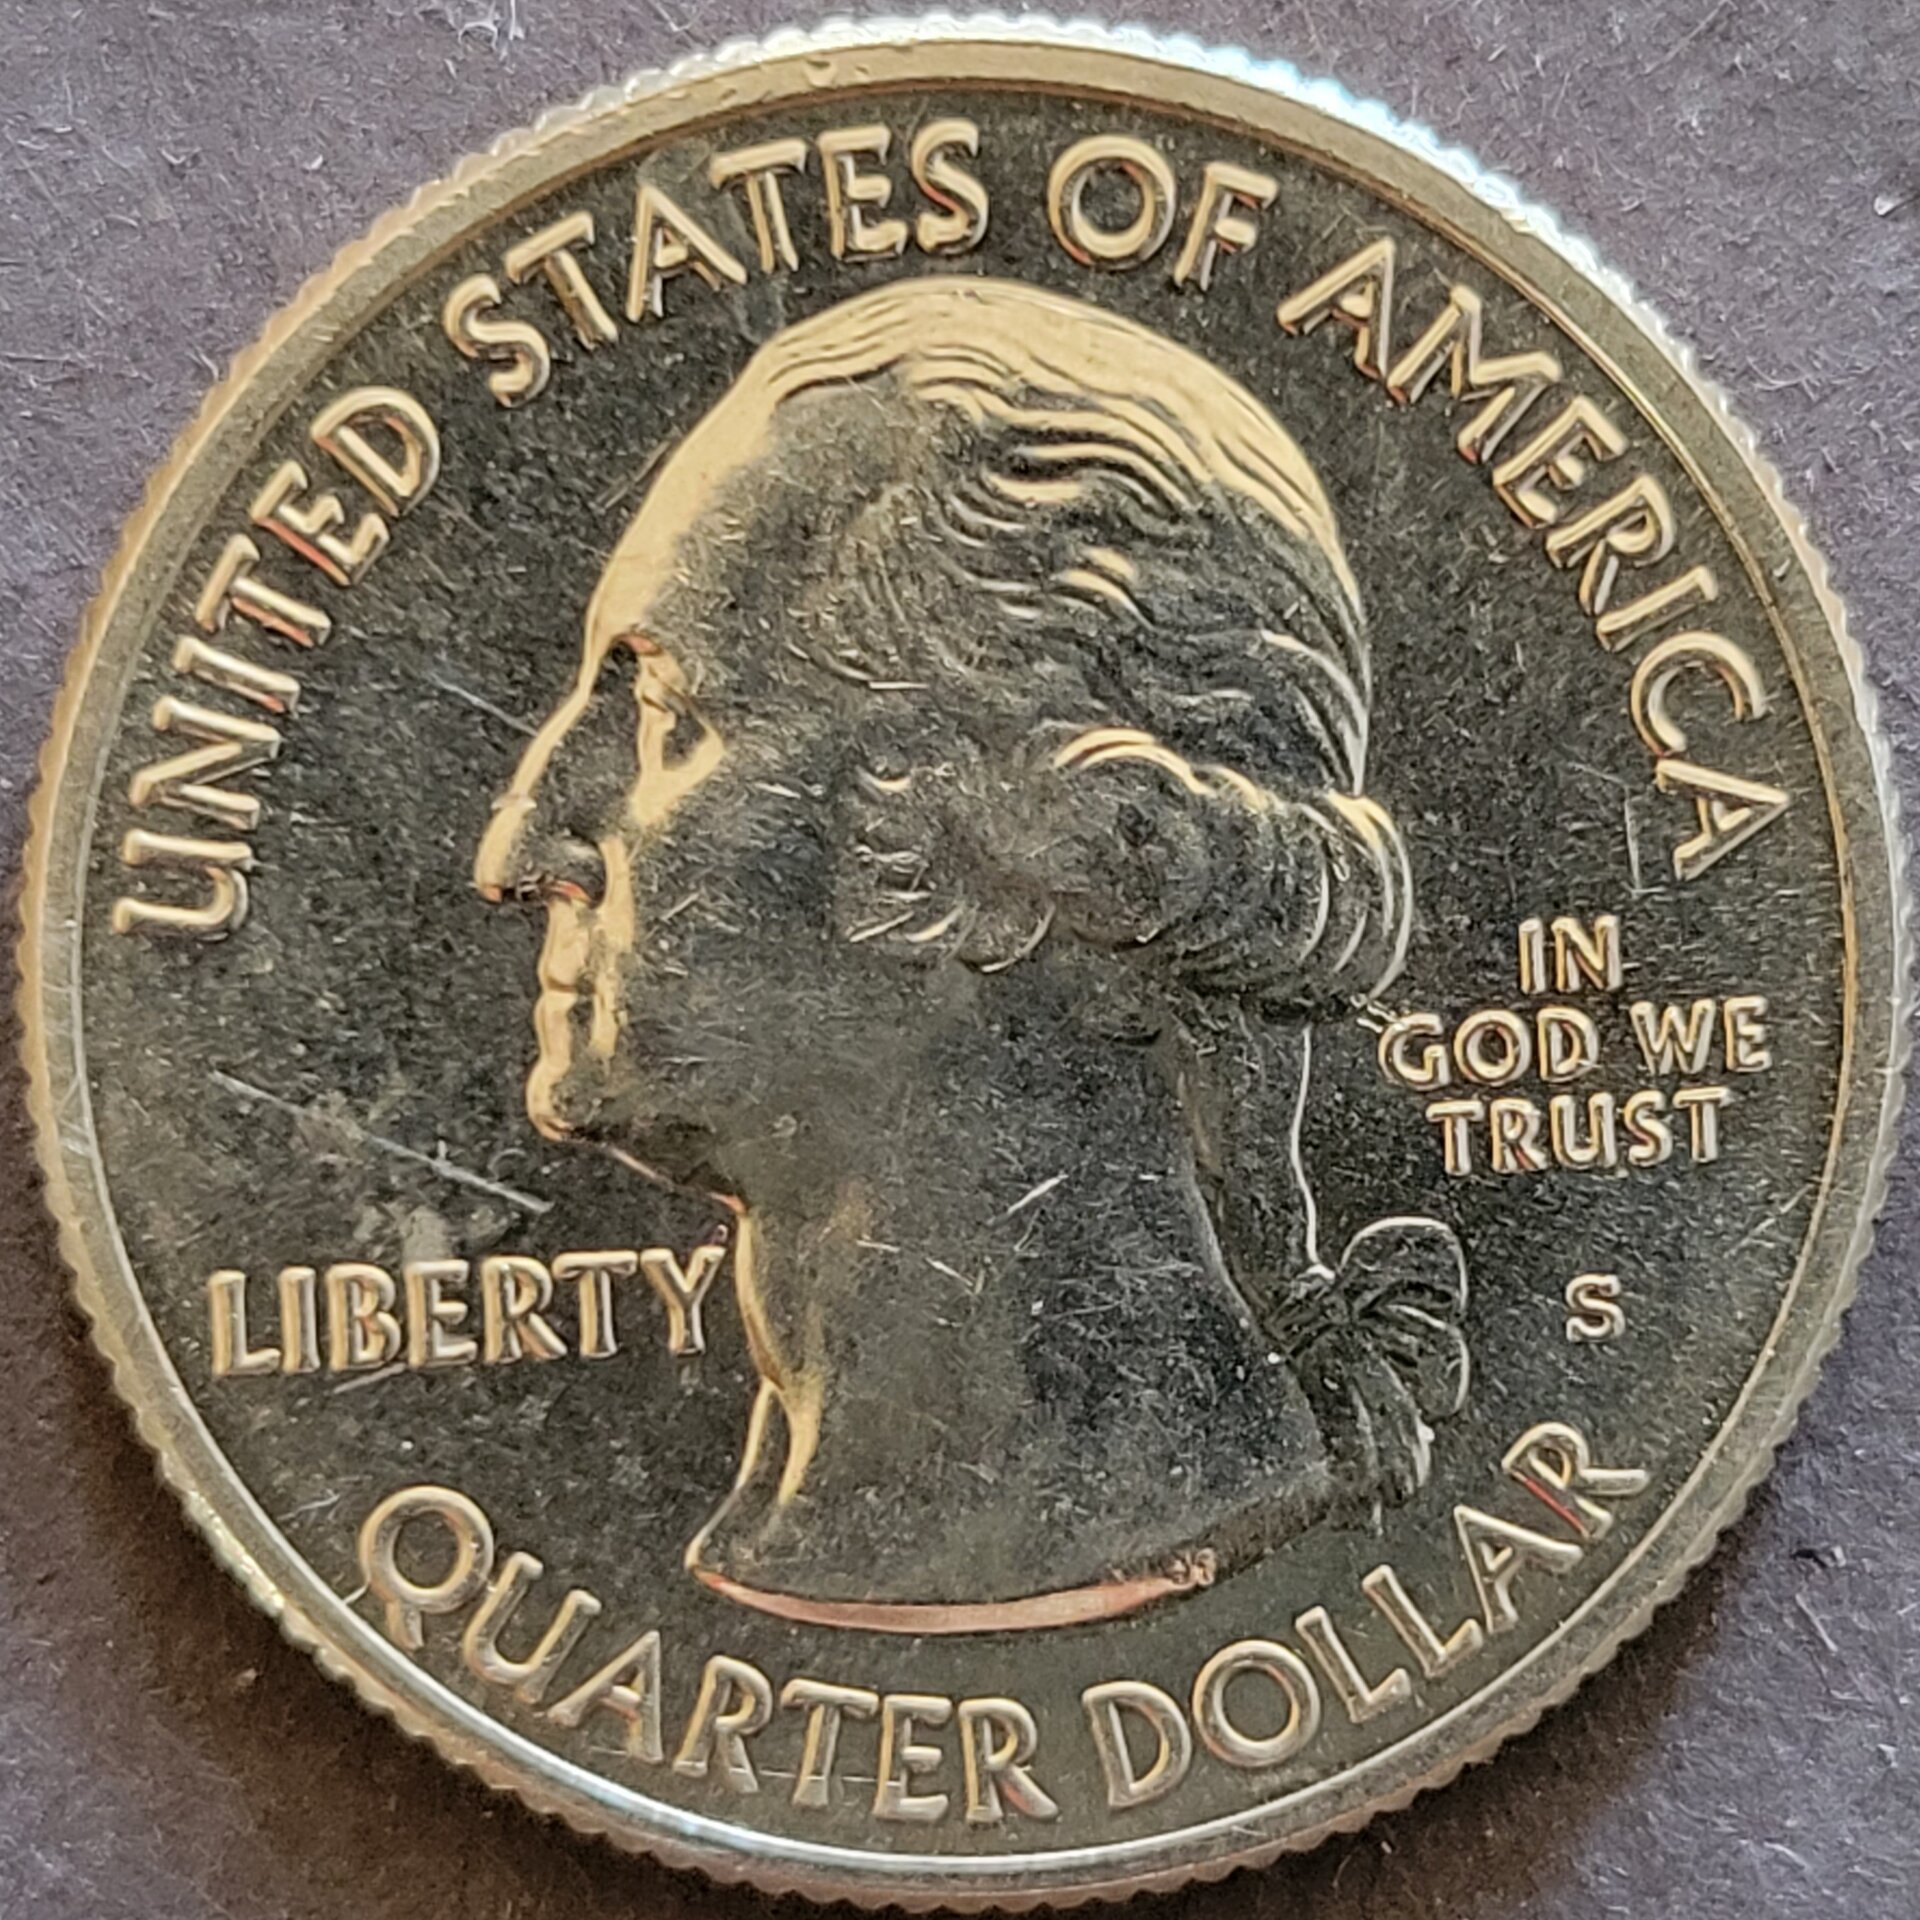 UNITED STATES OF AMERICA
IN
GOD WE
TRUST
LIBERTY
S
QUARTER DOLLAR